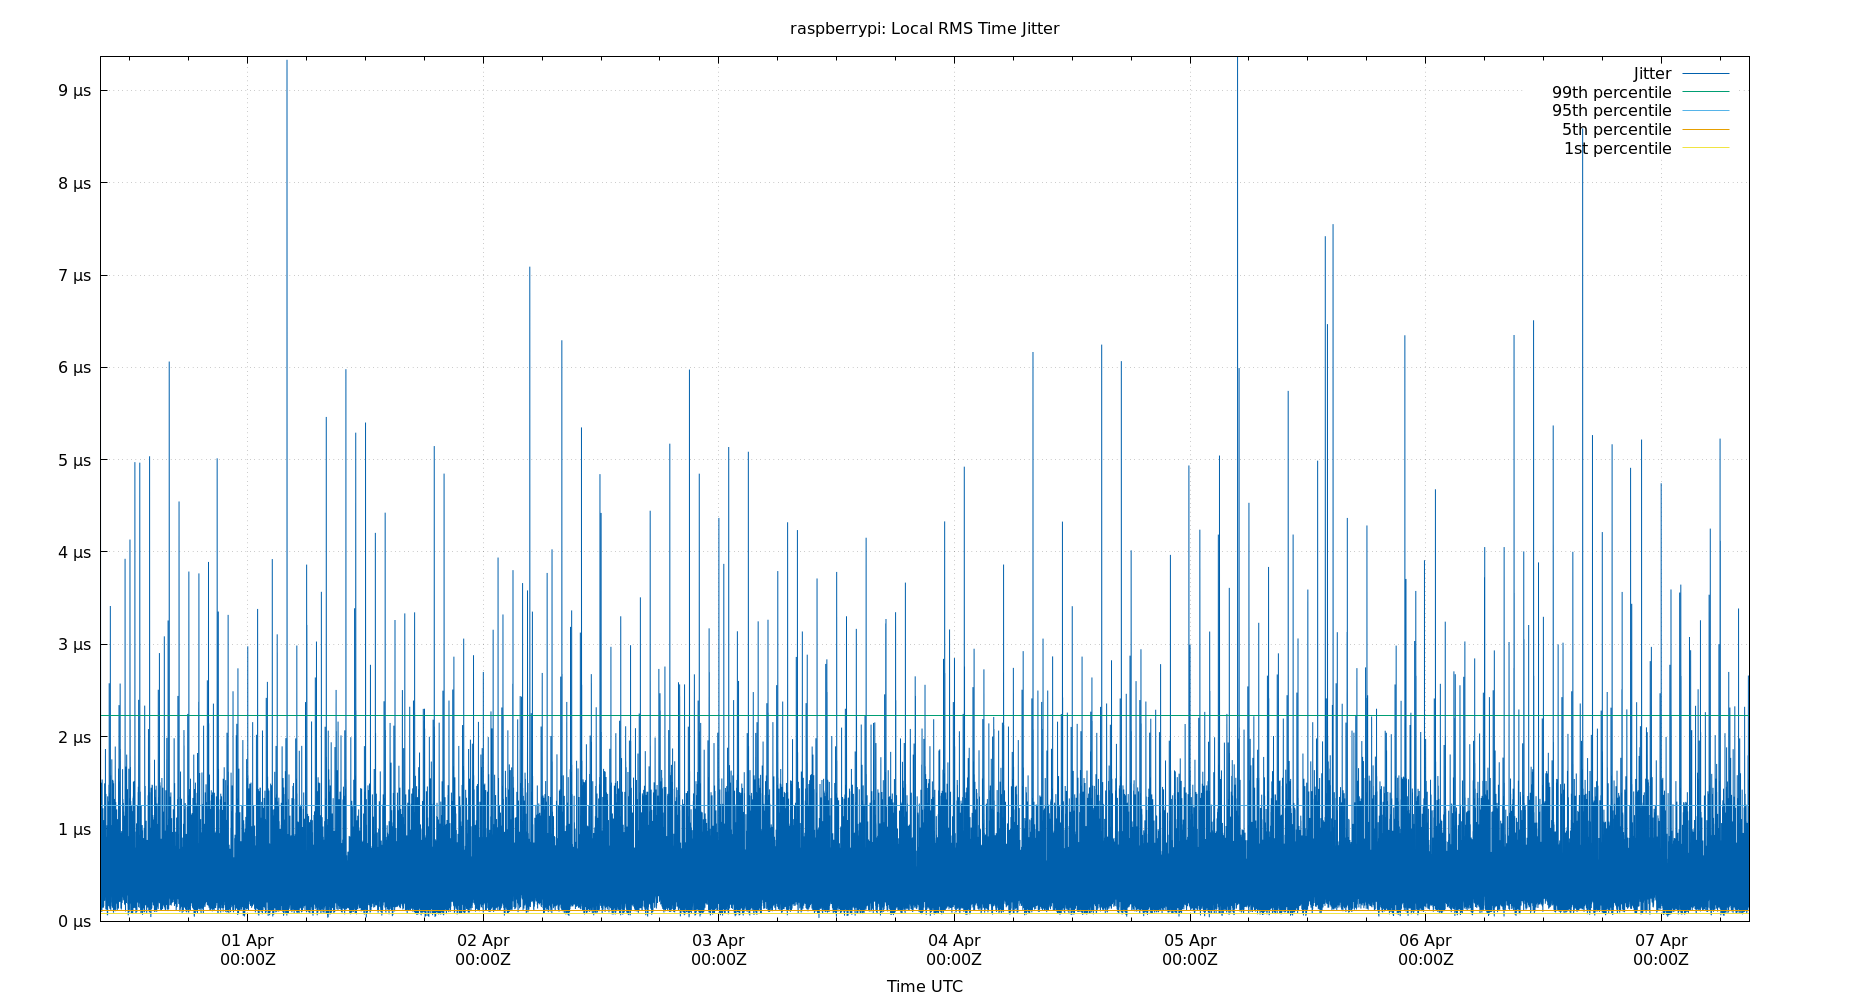 raspberrypi: Local RMS Time Jitter
Jitter
99th percentile
95th percentile
5th percentile
1st percentile
9 µs
8 µs
7 µs
6 µs
5 µs
4 µs
3 µs
2 µs
1 µs
0 µs
01 Apr 02 Apr 03 Apr 04 Apr 05 Apr 06 Apr 07 Apr
00:00Z 00:00Z 00:00Z 00:00Z 00:00Z 00:00Z 00:00Z
Time UTC